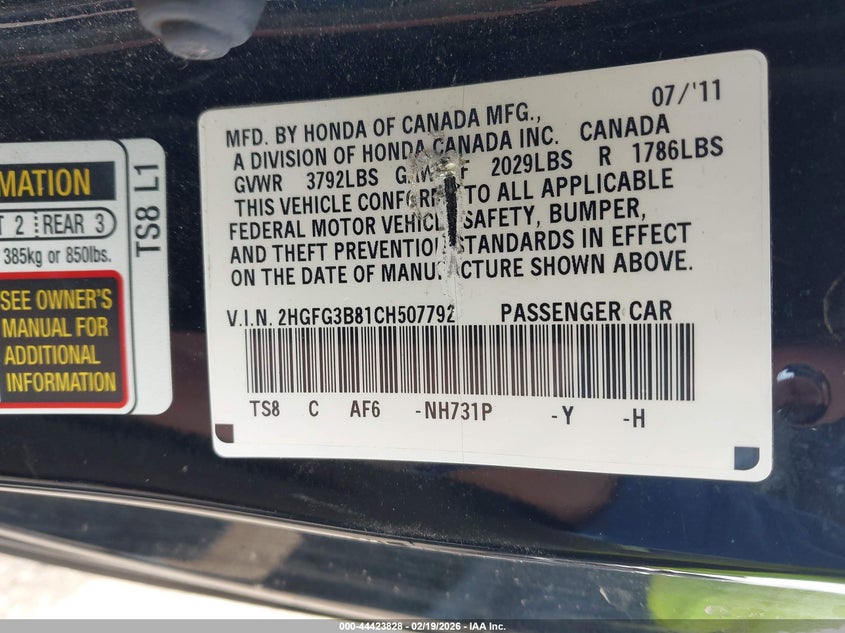 MATION
T 2 REAR 3
385kg or 850lbs.
SEE OWNER'S
MANUAL FOR
ADDITIONAL
INFORMATION
TS8 L1
07/'11
MFD. BY HONDA OF CANADA MFG.,
A DIVISION OF HONDA CANADA INC. CANADA
GVWR 3792LBS F 2029LBS R 1786LBS
THIS VEHICLE TO ALL APPLICABLE
FEDERAL MOTOR SAFETY, BUMPER,
AND THEFT STANDARDS IN EFFECT
ON THE DATE OF SHOWN ABOVE.
V.I.N. 2HGFG3B81CH507792 PASSENGER CAR
TS8 C AF6 -NH731P -Y -H
000-44423828 - 02/19/2026 - IAA Inc.